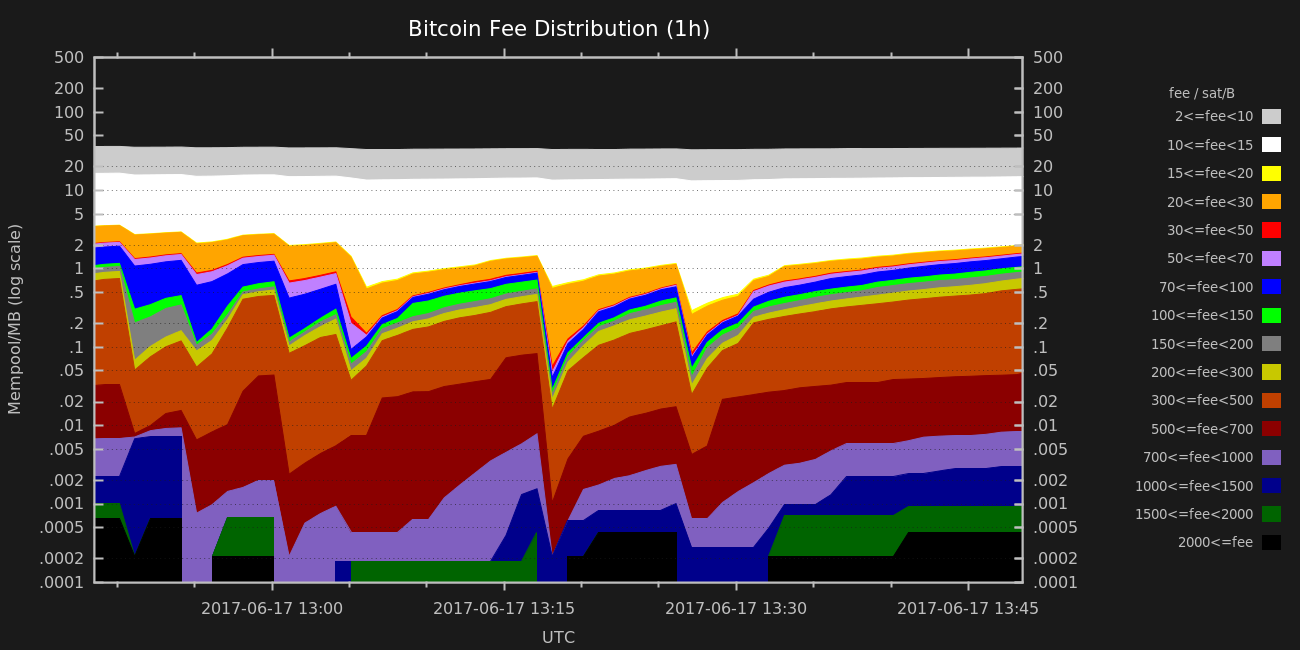 Bitcoin Fee Distribution (1h)
Mempool/MB (log scale)
500
200
100
50
20
10
5
2
1
.5
.2
.1
.05
.02
.01
.005
.002
.001
.0005
.0002
.0001
500
200
100
50
20
10
5
2
1
.5
.2
.1
.05
.02
.01
.005
.002
.001
.0005
.0002
.0001
2017-06-17 13:00
2017-06-17 13:15
2017-06-17 13:30
2017-06-17 13:45
UTC
fee / sat/B
2<=fee<10
10<=fee<15
15<=fee<20
20<=fee<30
30<=fee<50
50<=fee<70
70<=fee<100
100<=fee<150
150<=fee<200
200<=fee<300
300<=fee<500
500<=fee<700
700<=fee<1000
1000<=fee<1500
1500<=fee<2000
2000<=fee